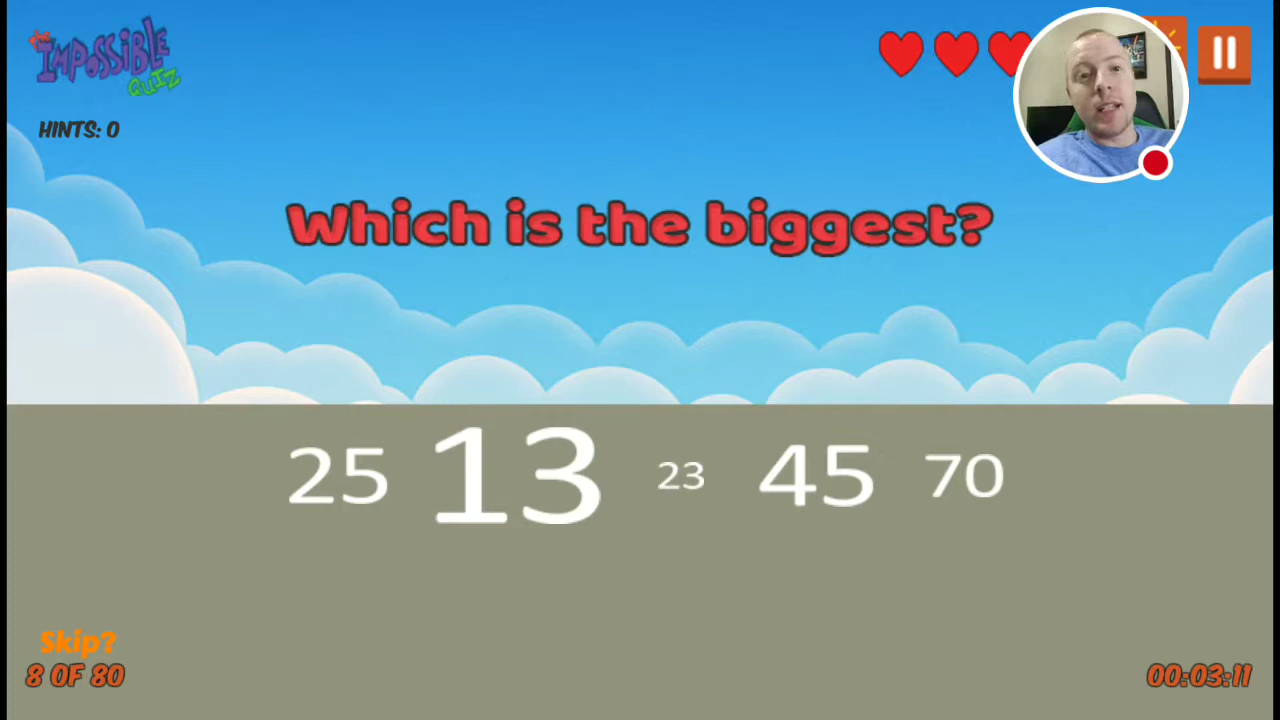 The
IMPOSSIBLE
QUIZ
HINTS: 0
Which is the biggest?
25 13 23 45 70
Skip?
8 OF 80
00:03:11